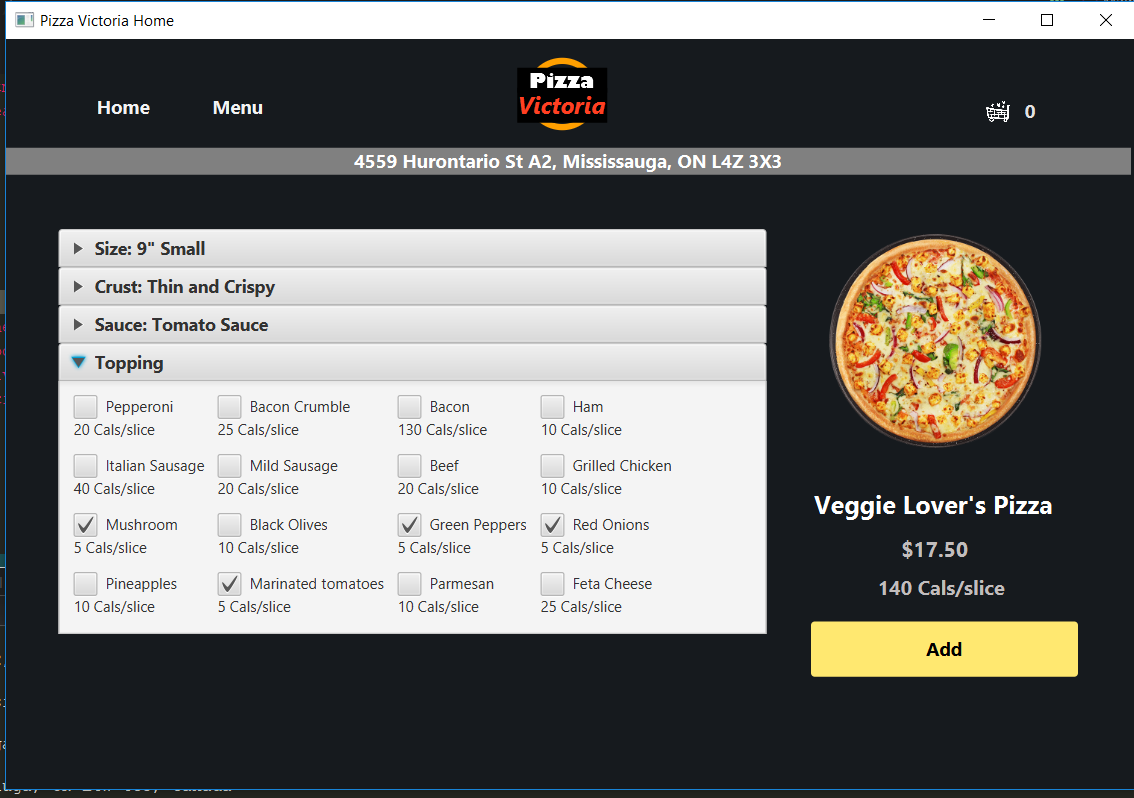 Pizza Victoria Home
Pizza
Victoria
Home Menu
0
4559 Hurontario St A2, Mississauga, ON L4Z 3X3
Size: 9" Small
Crust: Thin and Crispy
Sauce: Tomato Sauce
Topping
Pepperoni Bacon Crumble Bacon Ham
20 Cals/slice 25 Cals/slice 130 Cals/slice 10 Cals/slice
Italian Sausage Mild Sausage Beef Grilled Chicken
40 Cals/slice 20 Cals/slice 20 Cals/slice 10 Cals/slice
Mushroom Black Olives Green Peppers Red Onions
5 Cals/slice 10 Cals/slice 5 Cals/slice 5 Cals/slice
Pineapples Marinated tomatoes Parmesan Feta Cheese
10 Cals/slice 5 Cals/slice 10 Cals/slice 25 Cals/slice
Veggie Lover's Pizza
$17.50
140 Cals/slice
Add